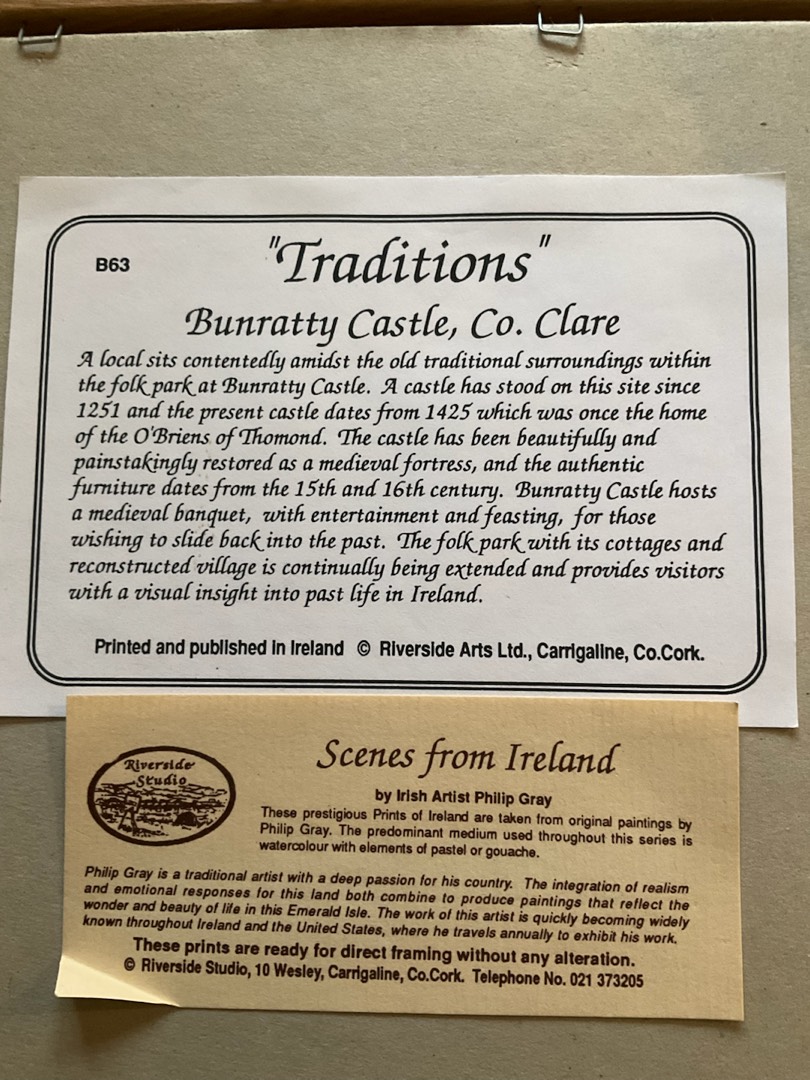 B63
"Traditions"
Bunratty Castle, Co. Clare
A local sits contentedly amidst the old traditional surroundings within
the folk park at Bunratty Castle. A castle has stood on this site since
1251 and the present castle dates from 1425 which was once the home
of the O'Briens of Thomond. The castle has been beautifully and
painstakingly restored as a medieval fortress, and the authentic
furniture dates from the 15th and 16th century. Bunratty Castle hosts
a medieval banquet, with entertainment and feasting, for those
wishing to slide back into the past. The folk park with its cottages and
reconstructed village is continually being extended and provides visitors
with a visual insight into past life in Ireland.
Printed and published in Ireland © Riverside Arts Ltd., Carrigaline, Co.Cork.
Riverside
Studio
Scenes from Ireland
by Irish Artist Philip Gray
These prestigious Prints of Ireland are taken from original paintings by
Philip Gray. The predominant medium used throughout this series is
watercolour with elements of pastel or gouache.
Philip Gray is a traditional artist with a deep passion for his country. The integration of realism
and emotional responses for this land both combine to produce paintings that reflect the
wonder and beauty of life in this Emerald Isle. The work of this artist is quickly becoming widely
known throughout Ireland and the United States, where he travels annually to exhibit his work.
These prints are ready for direct framing without any alteration.
© Riverside Studio, 10 Wesley, Carrigaline, Co.Cork. Telephone No. 021 373205